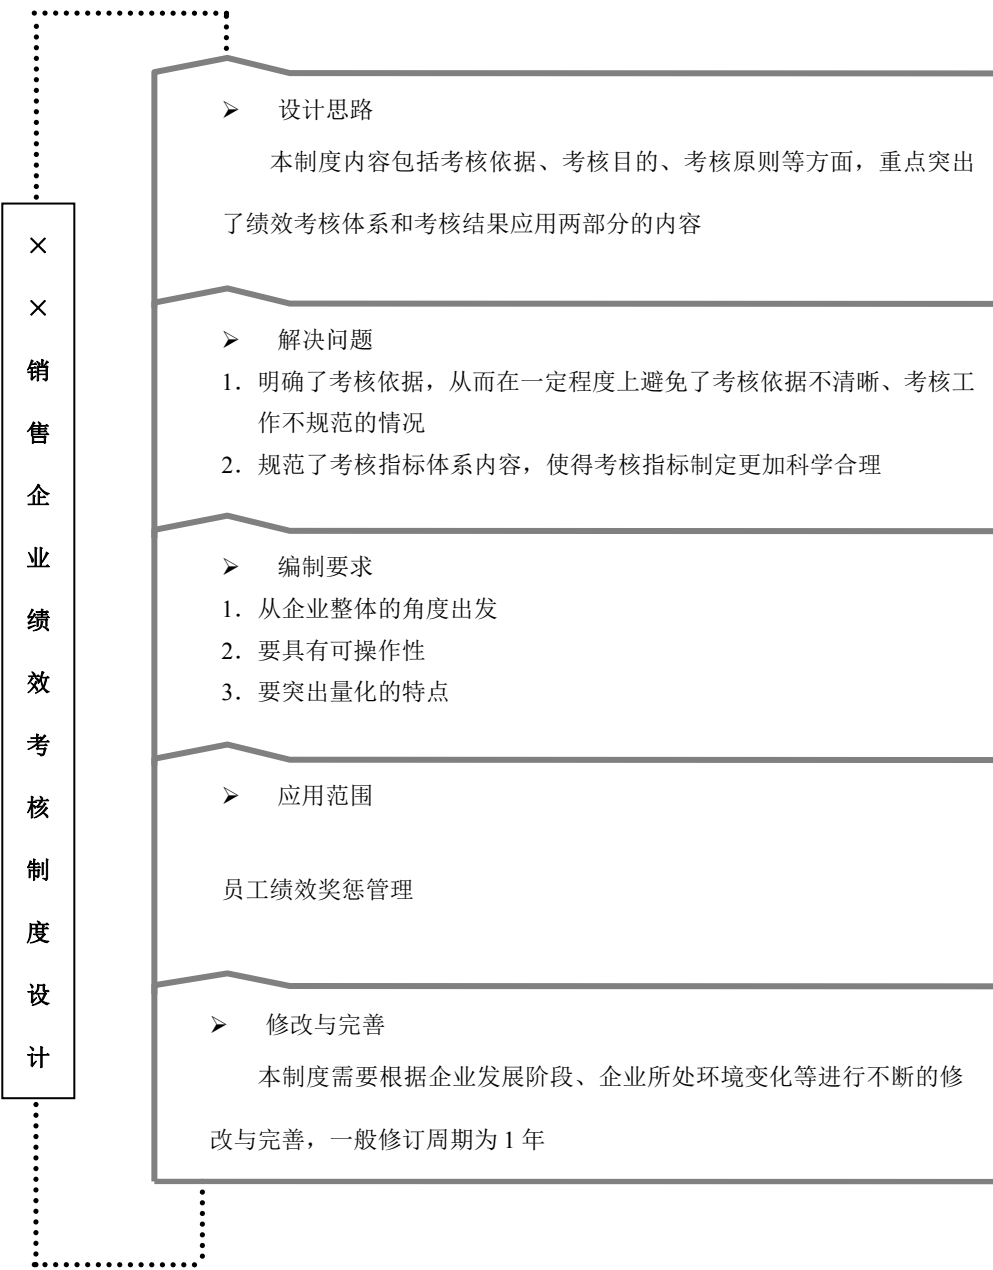 ××销售企业绩效考核制度设计
➢ 设计思路
本制度内容包括考核依据、考核目的、考核原则等方面，重点突出
了绩效考核体系和考核结果应用两部分的内容
➢ 解决问题
1．明确了考核依据，从而在一定程度上避免了考核依据不清晰、考核工
作不规范的情况
2．规范了考核指标体系内容，使得考核指标制定更加科学合理
➢ 编制要求
1．从企业整体的角度出发
2．要具有可操作性
3．要突出量化的特点
➢ 应用范围
员工绩效奖惩管理
➢ 修改与完善
本制度需要根据企业发展阶段、企业所处环境变化等进行不断的修
改与完善，一般修订周期为 1 年